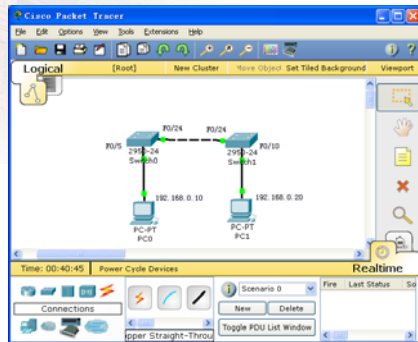 Cisco Packet Tracer
File Edit Options View Tools Extensions Help
Logical [Root] New Cluster Move Object Set Tiled Background Viewport
F0/24 F0/24
F0/5 F0/10
2950-24 2950-24
Switch0 Switch1
192.168.0.10 192.168.0.20
PC-PT PC-PT
PC0 PC1
Time: 00:40:45 Power Cycle Devices Realtime
Scenario 0 Fire Last Status So
Connections New Delete
Toggle PDU List Window
pper Straight-Throu